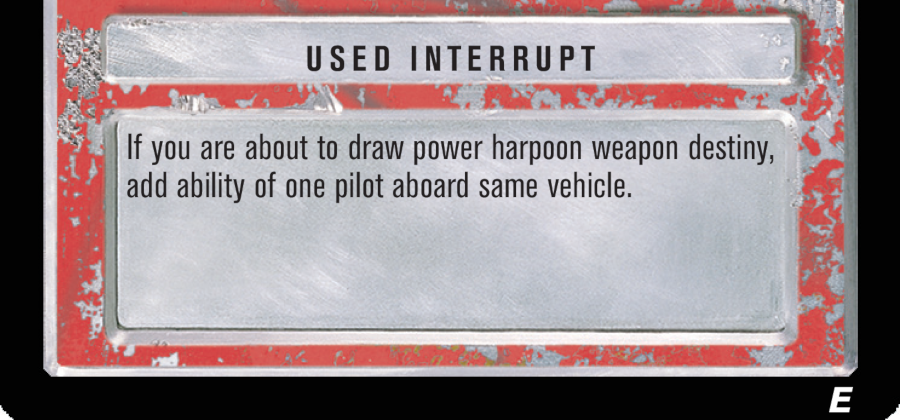 USED INTERRUPT
If you are about to draw power harpoon weapon destiny,
add ability of one pilot aboard same vehicle.
E